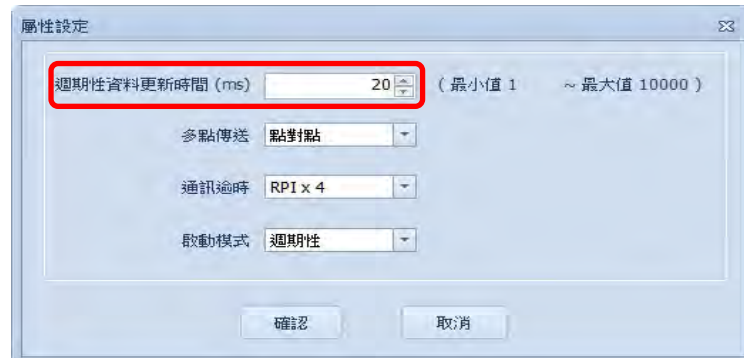 屬性設定
週期性資料更新時間 (ms) 20 ( 最小值 1 ~ 最大值 10000 )
多點傳送 點對點
通訊逾時 RPI x 4
啟動模式 週期性
確認 取消